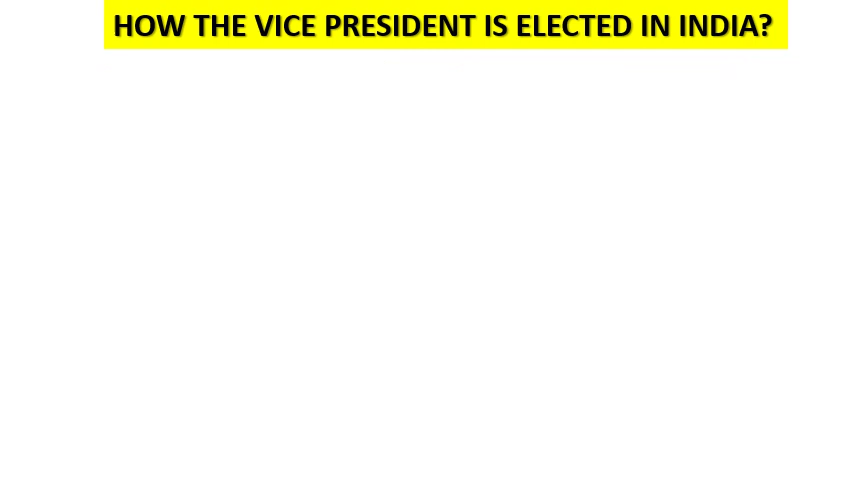 HOW THE VICE PRESIDENT IS ELECTED IN INDIA?